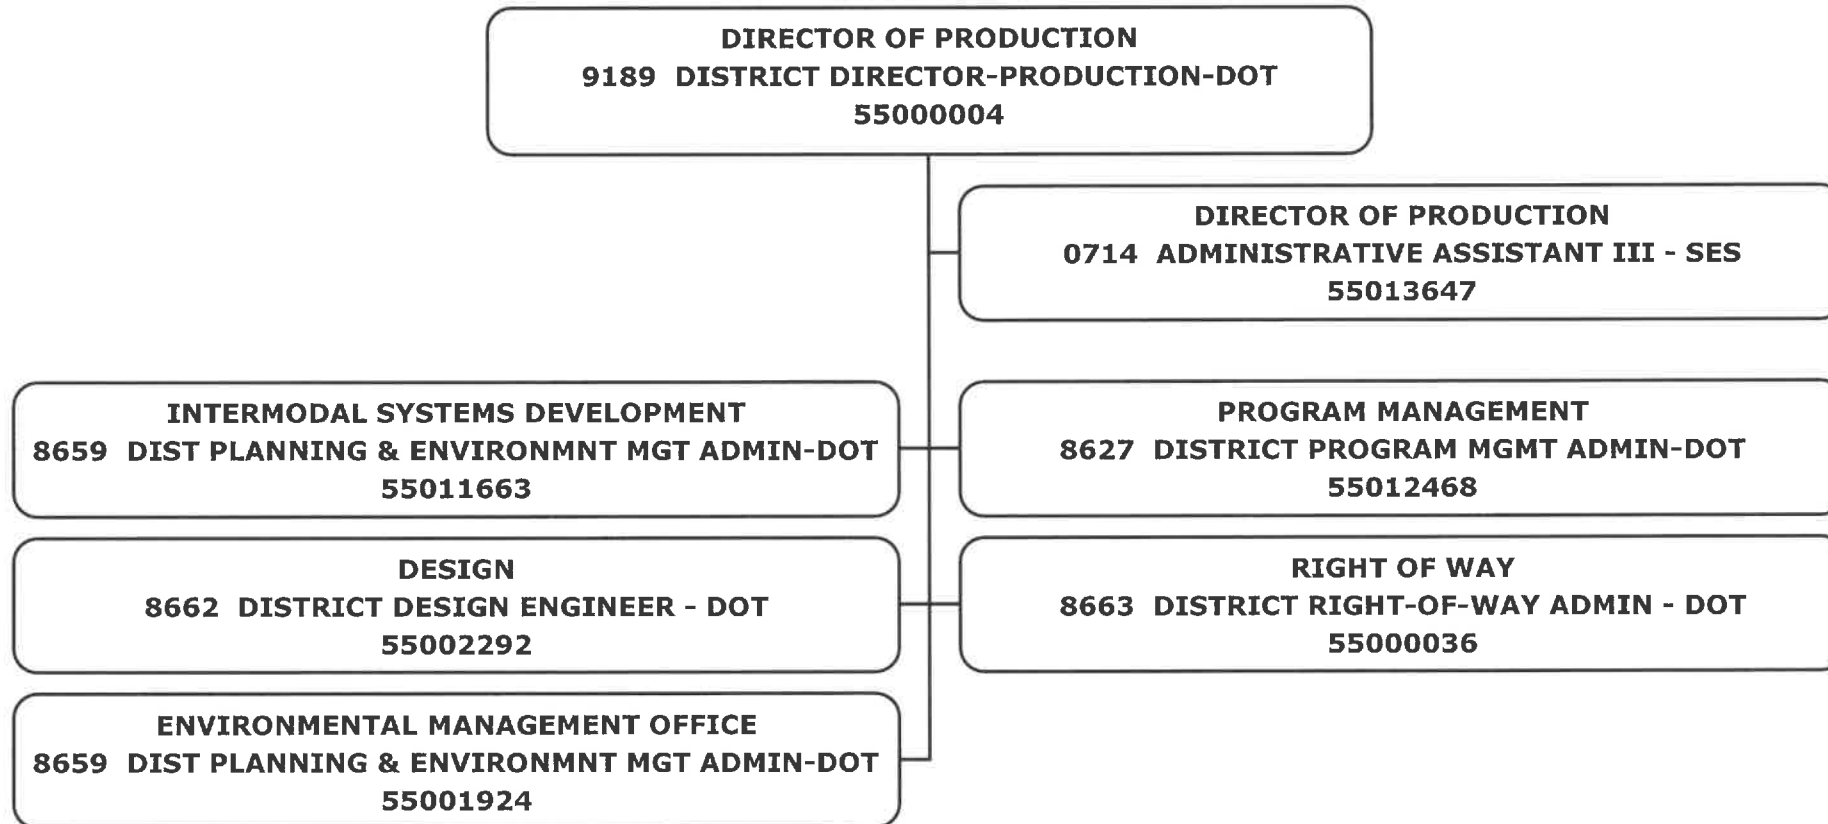 DIRECTOR OF PRODUCTION
9189 DISTRICT DIRECTOR-PRODUCTION-DOT
55000004
DIRECTOR OF PRODUCTION
0714 ADMINISTRATIVE ASSISTANT III - SES
55013647
INTERMODAL SYSTEMS DEVELOPMENT
8659 DIST PLANNING & ENVIRONMNT MGT ADMIN-DOT
55011663
PROGRAM MANAGEMENT
8627 DISTRICT PROGRAM MGMT ADMIN-DOT
55012468
DESIGN
8662 DISTRICT DESIGN ENGINEER - DOT
55002292
RIGHT OF WAY
8663 DISTRICT RIGHT-OF-WAY ADMIN - DOT
55000036
ENVIRONMENTAL MANAGEMENT OFFICE
8659 DIST PLANNING & ENVIRONMNT MGT ADMIN-DOT
55001924